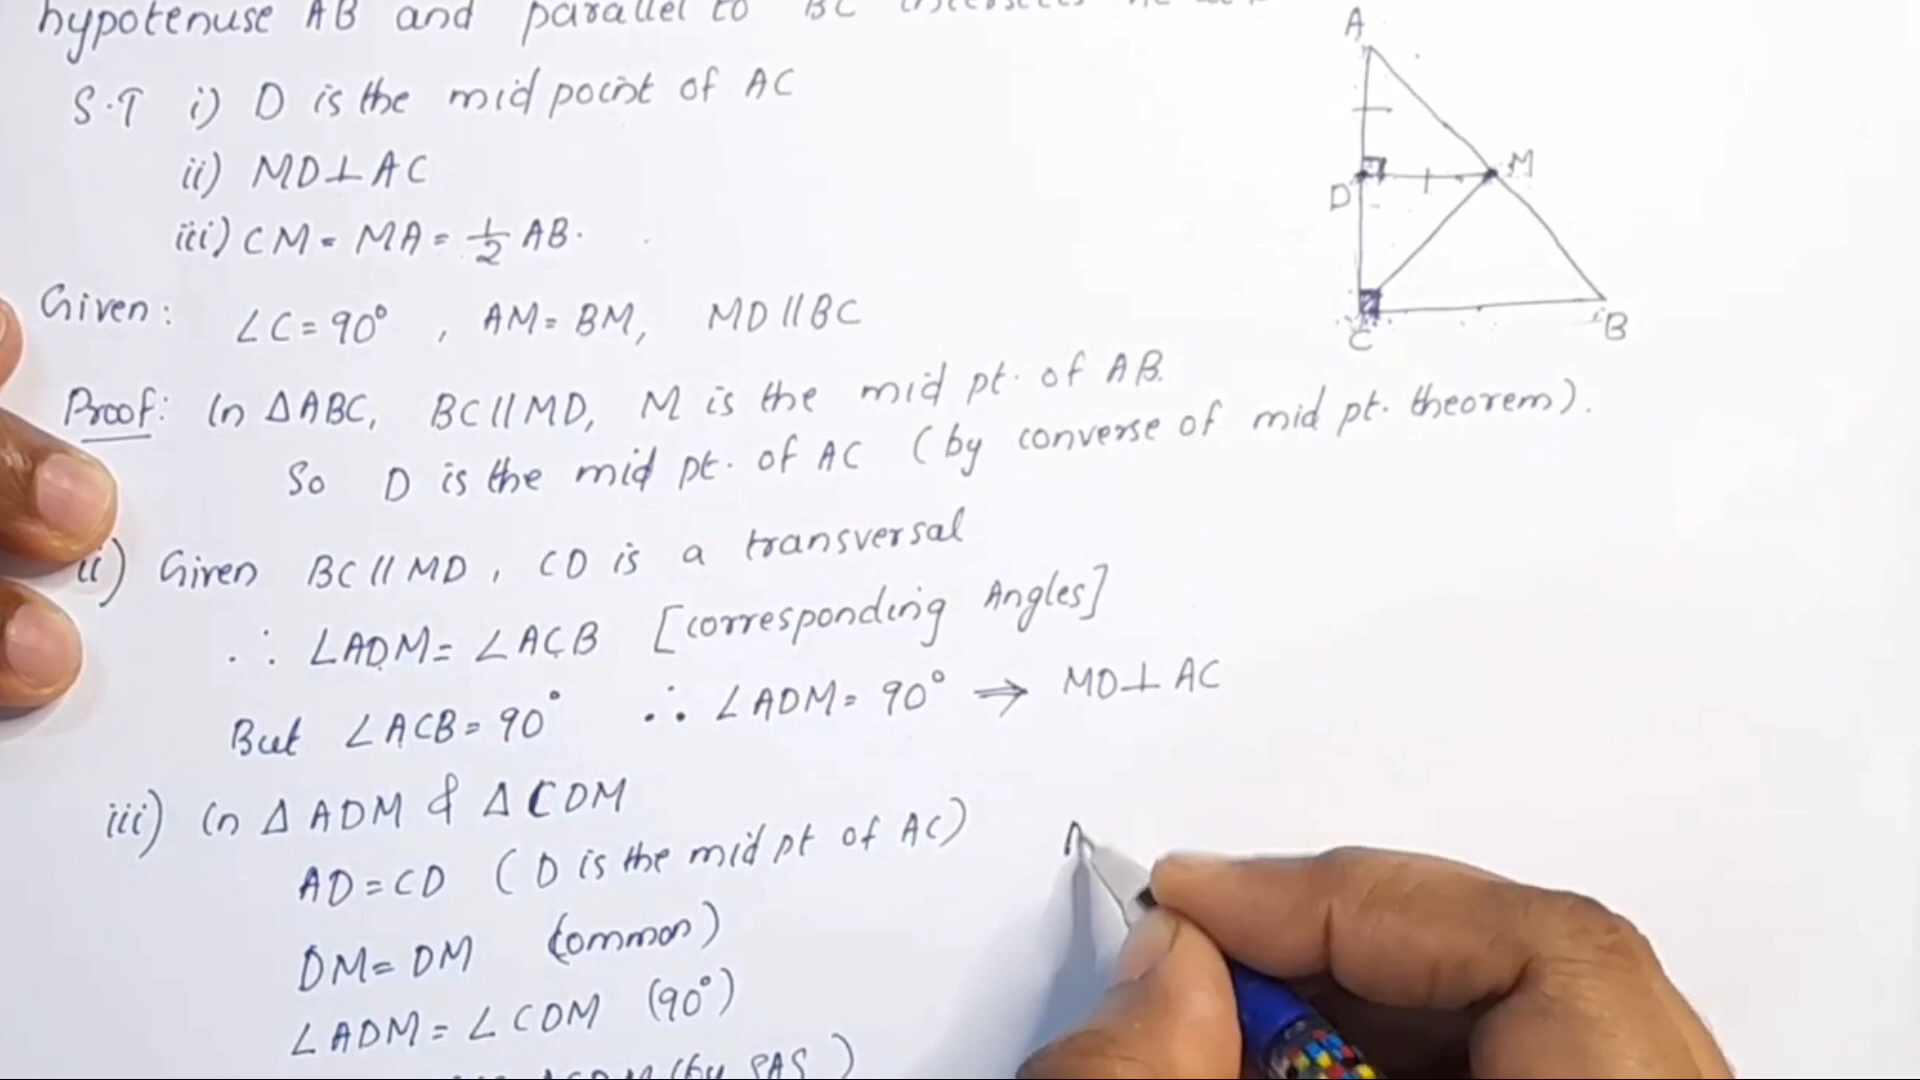 hypotenuse AB and parallel to BC
S.T i) D is the mid point of AC
ii) MD⊥AC
iii) CM = MA = 1/2 AB.
Given: ∠C = 90°, AM = BM, MD // BC
Proof: In ΔABC, BC // MD, M is the mid pt. of AB.
So D is the mid pt. of AC (by converse of mid pt. theorem).
ii) Given BC // MD, CD is a transversal
∴ ∠ADM = ∠ACB [corresponding Angles]
But ∠ACB = 90° ∴ ∠ADM = 90° ⇒ MD⊥AC
iii) In Δ ADM & Δ CDM
AD = CD (D is the mid pt of AC)
DM = DM (common)
∠ADM = ∠CDM (90°)
(by SAS)
A
D
M
C
B